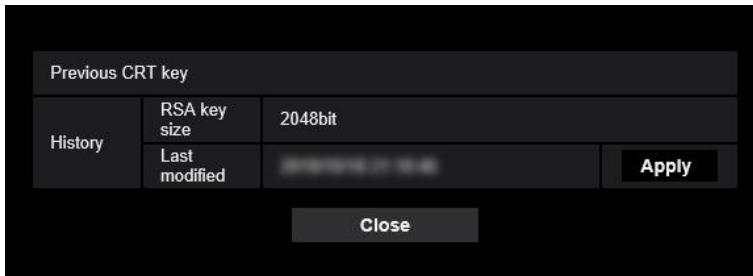 Previous CRT key
History
RSA key
size
2048bit
Last
modified
Apply
Close